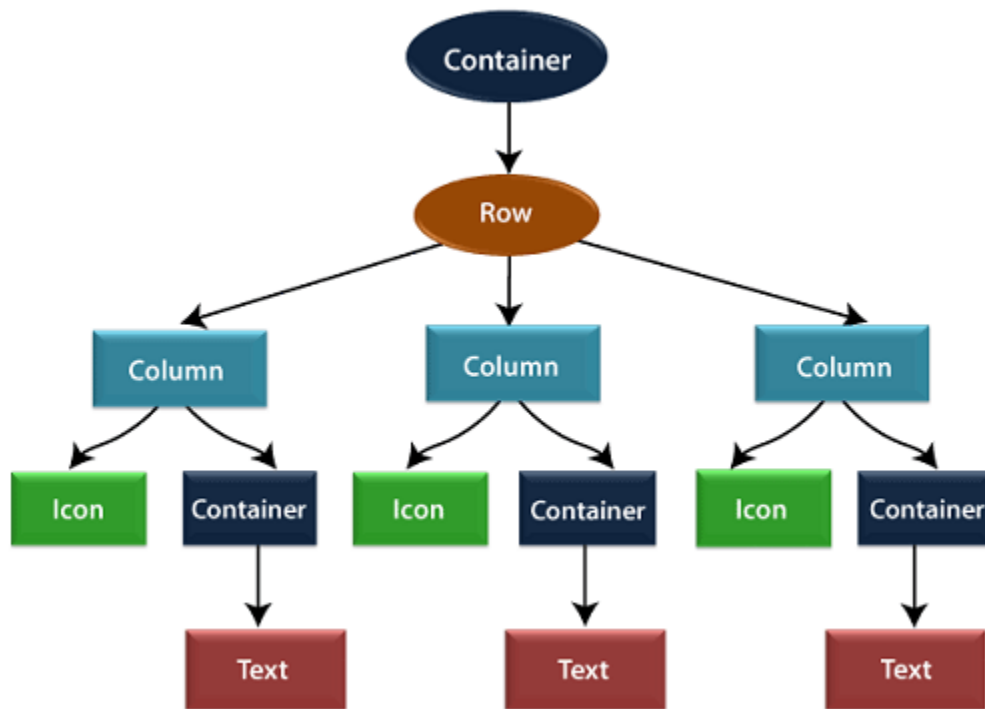 Container
Row
Column
Column
Column
Icon
Container
Icon
Container
Icon
Container
Text
Text
Text